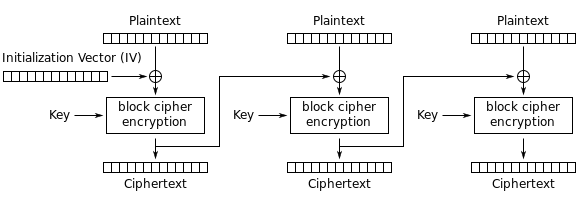 Plaintext
Plaintext
Plaintext
Initialization Vector (IV)
Key
block cipher
encryption
Key
block cipher
encryption
Key
block cipher
encryption
Ciphertext
Ciphertext
Ciphertext